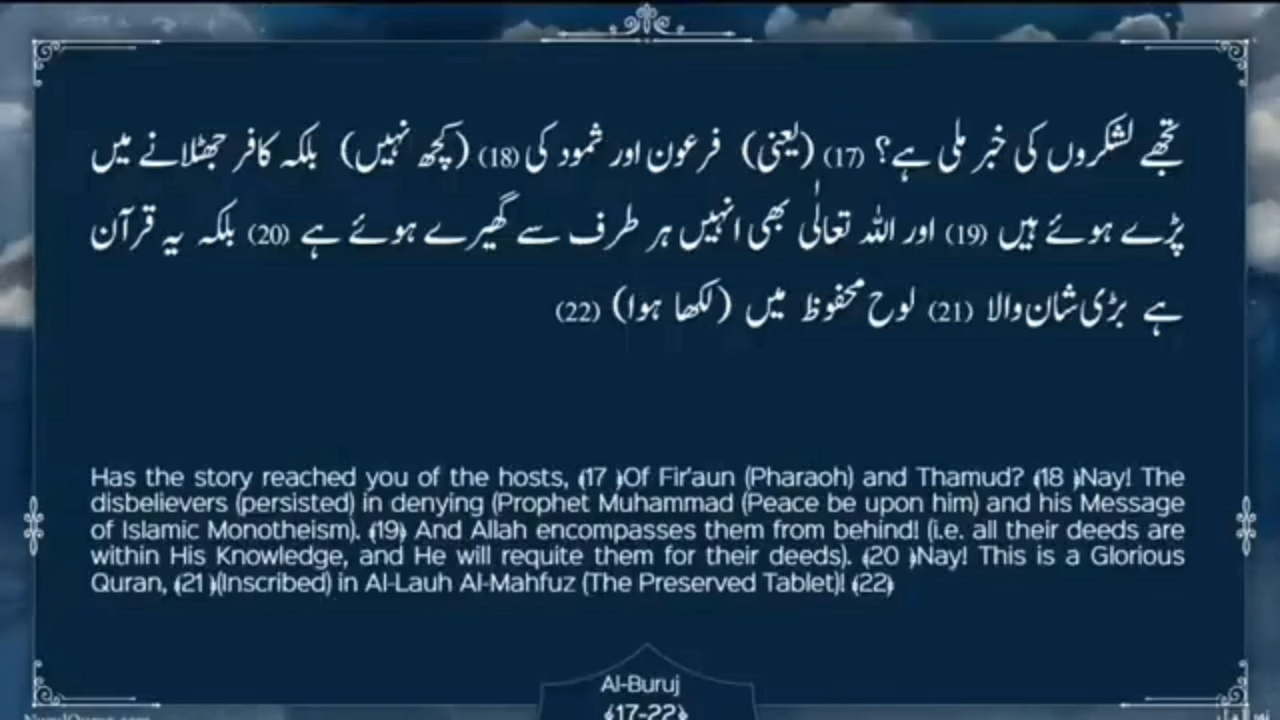 تجھے لشکروں کی خبر ملی ہے؟ (17) (یعنی) فرعون اور ثمود کی (18) (کچھ نہیں) بلکہ کافر جھٹلانے میں
پڑے ہوئے ہیں (19) اور اللہ تعالٰی بھی انہیں ہر طرف سے گھیرے ہوئے ہے (20) بلکہ یہ قرآن
ہے بڑی شان والا (21) لوح محفوظ میں (لکھا ہوا) (22)
Has the story reached you of the hosts, ﴾17 ﴿Of Fir'aun (Pharaoh) and Thamud? ﴾18 ﴿Nay! The
disbelievers (persisted) in denying (Prophet Muhammad (Peace be upon him) and his Message
of Islamic Monotheism). ﴾19﴿ And Allah encompasses them from behind! (i.e. all their deeds are
within His Knowledge, and He will requite them for their deeds). ﴾20 ﴿Nay! This is a Glorious
Quran, ﴾21 ﴿(Inscribed) in Al-Lauh Al-Mahfuz (The Preserved Tablet)! ﴾22﴿
Al-Buruj
﴾17-22﴿